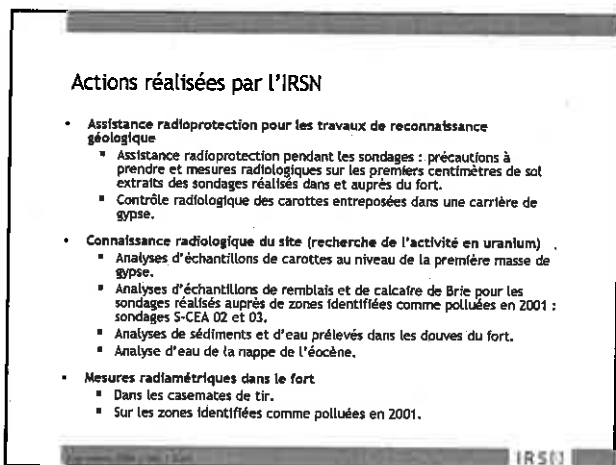 Actions réalisées par l'IRSN
• Assistance radioprotection pour les travaux de reconnaissance
géologique
▪ Assistance radioprotection pendant les sondages : précautions à
prendre et mesures radiologiques sur les premiers centimètres de sol
extraits des sondages réalisés dans et auprès du fort.
▪ Contrôle radiologique des carottes entreposées dans une carrière de
gypse.
• Connaissance radiologique du site (recherche de l'activité en uranium)
▪ Analyses d'échantillons de carottes au niveau de la première masse de
gypse.
▪ Analyses d'échantillons de remblais et de calcaire de Brie pour les
sondages réalisés auprès de zones identifiées comme polluées en 2001 :
sondages S-CEA 02 et 03.
▪ Analyses de sédiments et d'eau prélevés dans les douves du fort.
▪ Analyse d'eau de la nappe de l'éocène.
• Mesures radiamétriques dans le fort
▪ Dans les casemates de tir.
▪ Sur les zones identifiées comme polluées en 2001.
IRSN